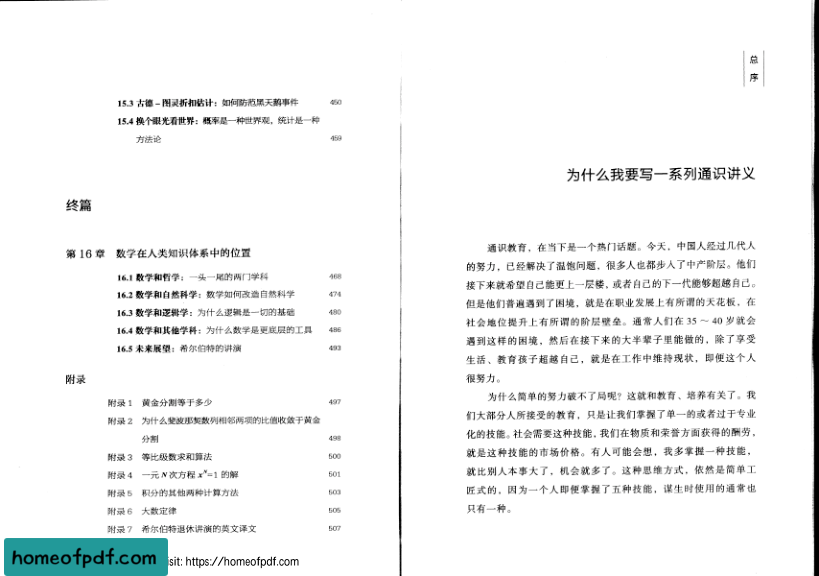 15.3 古德－图灵折扣估计：如何防范黑天鹅事件 450
15.4 换个眼光看世界：概率是一种世界观，统计是一种
方法论 459
终篇
第 16 章 数学在人类知识体系中的位置
16.1 数学和哲学：一头一尾的两门学科 468
16.2 数学和自然科学：数学如何改造自然科学 474
16.3 数学和逻辑学：为什么逻辑是一切的基础 480
16.4 数学和其他学科：为什么数学是更底层的工具 486
16.5 未来展望：希尔伯特的讲演 493
附录
附录 1 黄金分割等于多少 497
附录 2 为什么斐波那契数列相邻两项的比值收敛于黄金
分割 498
附录 3 等比级数求和算法 500
附录 4 一元 N 次方程 xᴺ=1 的解 501
附录 5 积分的其他两种计算方法 503
附录 6 大数定律 505
附录 7 希尔伯特退休讲演的英文译文 507
homeofpdf.com
sit: https://homeofpdf.com
总
序
为什么我要写一系列通识讲义
通识教育，在当下是一个热门话题。今天，中国人经过几代人
的努力，已经解决了温饱问题，很多人也都步入了中产阶层。他们
接下来就希望自己能更上一层楼，或者自己的下一代能够超越自己。
但是他们普遍遇到了困境，就是在职业发展上有所谓的天花板，在
社会地位提升上有所谓的阶层壁垒。通常人们在 35 ～ 40 岁就会
遇到这样的困境，然后在接下来的大半辈子里能做的，除了享受
生活、教育孩子超越自己，就是在工作中维持现状，即便这个人
很努力。
为什么简单的努力破不了局呢？这就和教育、培养有关了。我
们大部分人所接受的教育，只是让我们掌握了单一的或者过于专业
化的技能。社会需要这种技能，我们在物质和荣誉方面获得的酬劳，
就是这种技能的市场价格。有人可能会想，我多掌握一种技能，
就比别人本事大了，机会就多了。这种思维方式，依然是简单工
匠式的，因为一个人即便掌握了五种技能，谋生时使用的通常也
只有一种。